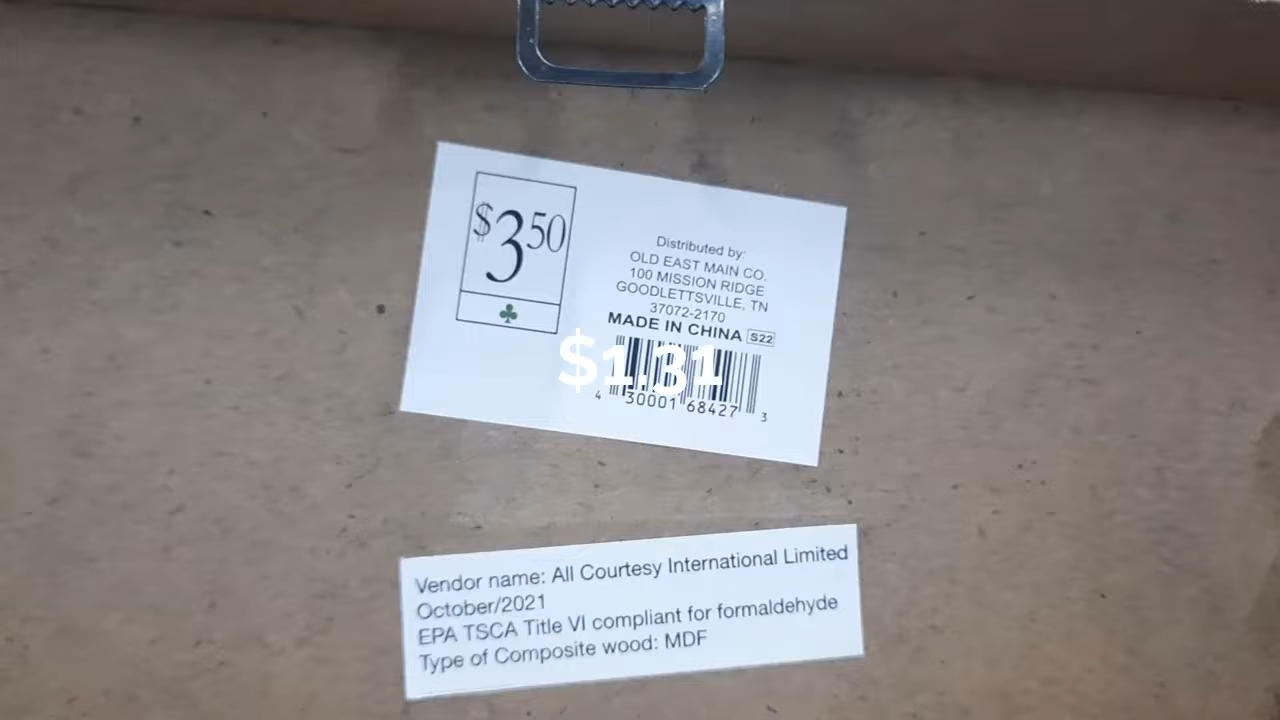 $3.50
Distributed by:
OLD EAST MAIN CO.
100 MISSION RIDGE
GOODLETTSVILLE, TN
37072-2170
MADE IN CHINA S22
$1.31
4 30001 68427 3
Vendor name: All Courtesy International Limited
October/2021
EPA TSCA Title VI compliant for formaldehyde
Type of Composite wood: MDF